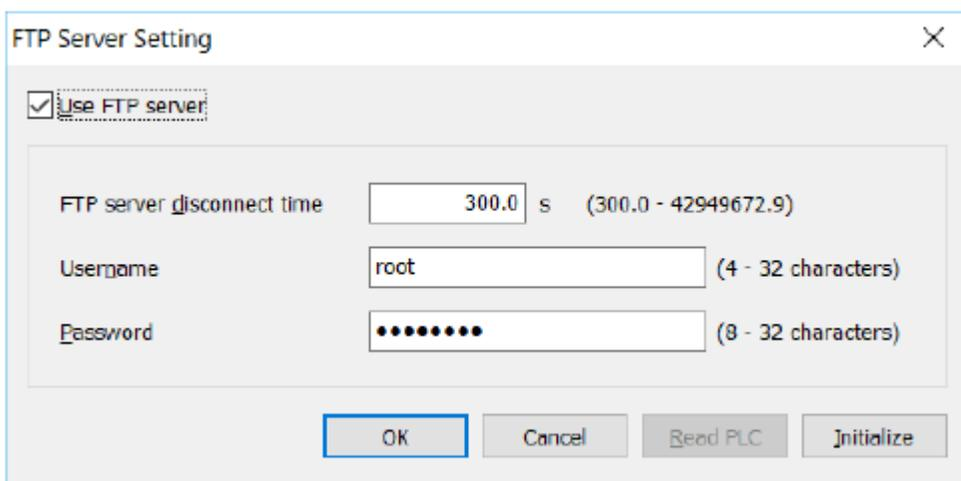 FTP Server Setting
Use FTP server
FTP server disconnect time 300.0 s (300.0 - 42949672.9)
Username root (4 - 32 characters)
Password ●●●●●●●● (8 - 32 characters)
OK Cancel Read PLC Initialize